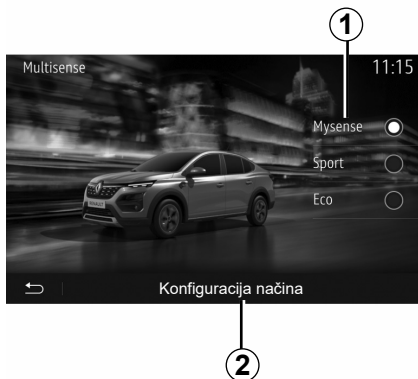 1
Multisense
11:15
Mysense
Sport
Eco
Konfiguracija načina
2